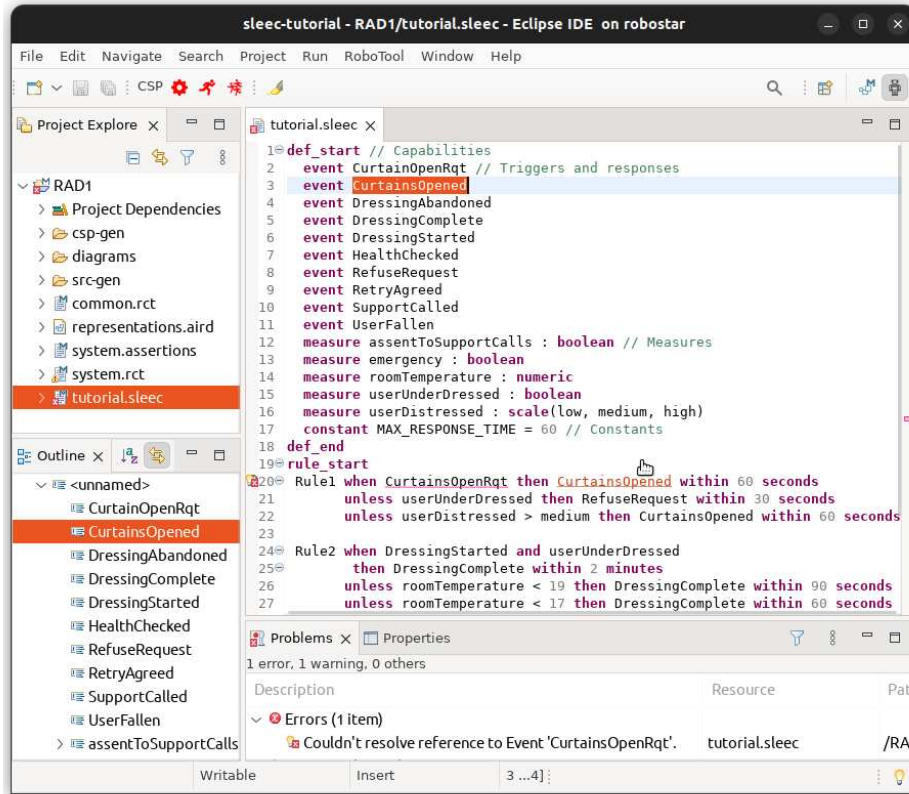 sleec-tutorial - RAD1/tutorial.sleec - Eclipse IDE on robostar
File Edit Navigate Search Project Run RoboTool Window Help
CSP
Project Explore
RAD1
Project Dependencies
csp-gen
diagrams
src-gen
common.rct
representations.aird
system.assertions
system.rct
tutorial.sleec
Outline
<unnamed>
CurtainOpenRqt
CurtainsOpened
DressingAbandoned
DressingComplete
DressingStarted
HealthChecked
RefuseRequest
RetryAgreed
SupportCalled
UserFallen
assentToSupportCalls
tutorial.sleec
1 def_start // Capabilities
2 event CurtainOpenRqt // Triggers and responses
3 event CurtainsOpened
4 event DressingAbandoned
5 event DressingComplete
6 event DressingStarted
7 event HealthChecked
8 event RefuseRequest
9 event RetryAgreed
10 event SupportCalled
11 event UserFallen
12 measure assentToSupportCalls : boolean // Measures
13 measure emergency : boolean
14 measure roomTemperature : numeric
15 measure userUnderDressed : boolean
16 measure userDistressed : scale(low, medium, high)
17 constant MAX_RESPONSE_TIME = 60 // Constants
18 def_end
19 rule_start
20 Rule1 when CurtainsOpenRqt then CurtainsOpened within 60 seconds
21 unless userUnderDressed then RefuseRequest within 30 seconds
22 unless userDistressed > medium then CurtainsOpened within 60 seconds
23
24 Rule2 when DressingStarted and userUnderDressed
25 then DressingComplete within 2 minutes
26 unless roomTemperature < 19 then DressingComplete within 90 seconds
27 unless roomTemperature < 17 then DressingComplete within 60 seconds
Problems Properties
1 error, 1 warning, 0 others
Description Resource Pat
Errors (1 item)
Couldn't resolve reference to Event 'CurtainsOpenRqt'. tutorial.sleec /RA
Writable Insert 3 ...4]